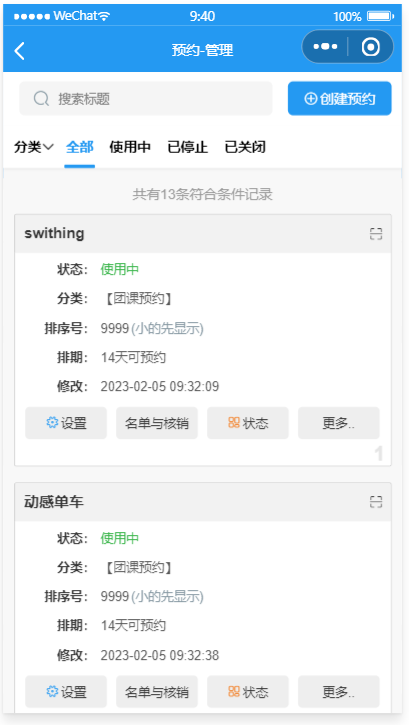 WeChat 9:40 100%
预约-管理
搜索标题 创建预约
分类 全部 使用中 已停止 已关闭
共有13条符合条件记录
swithing
状态: 使用中
分类: 【团课预约】
排序号: 9999 (小的先显示)
排期: 14天可预约
修改: 2023-02-05 09:32:09
设置 名单与核销 状态 更多..
1
动感单车
状态: 使用中
分类: 【团课预约】
排序号: 9999 (小的先显示)
排期: 14天可预约
修改: 2023-02-05 09:32:38
设置 名单与核销 状态 更多..